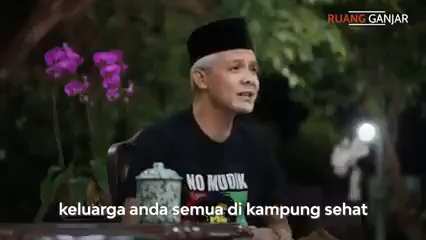 RUANG GANJAR
NO MUDIK
keluarga anda semua di kampung sehat